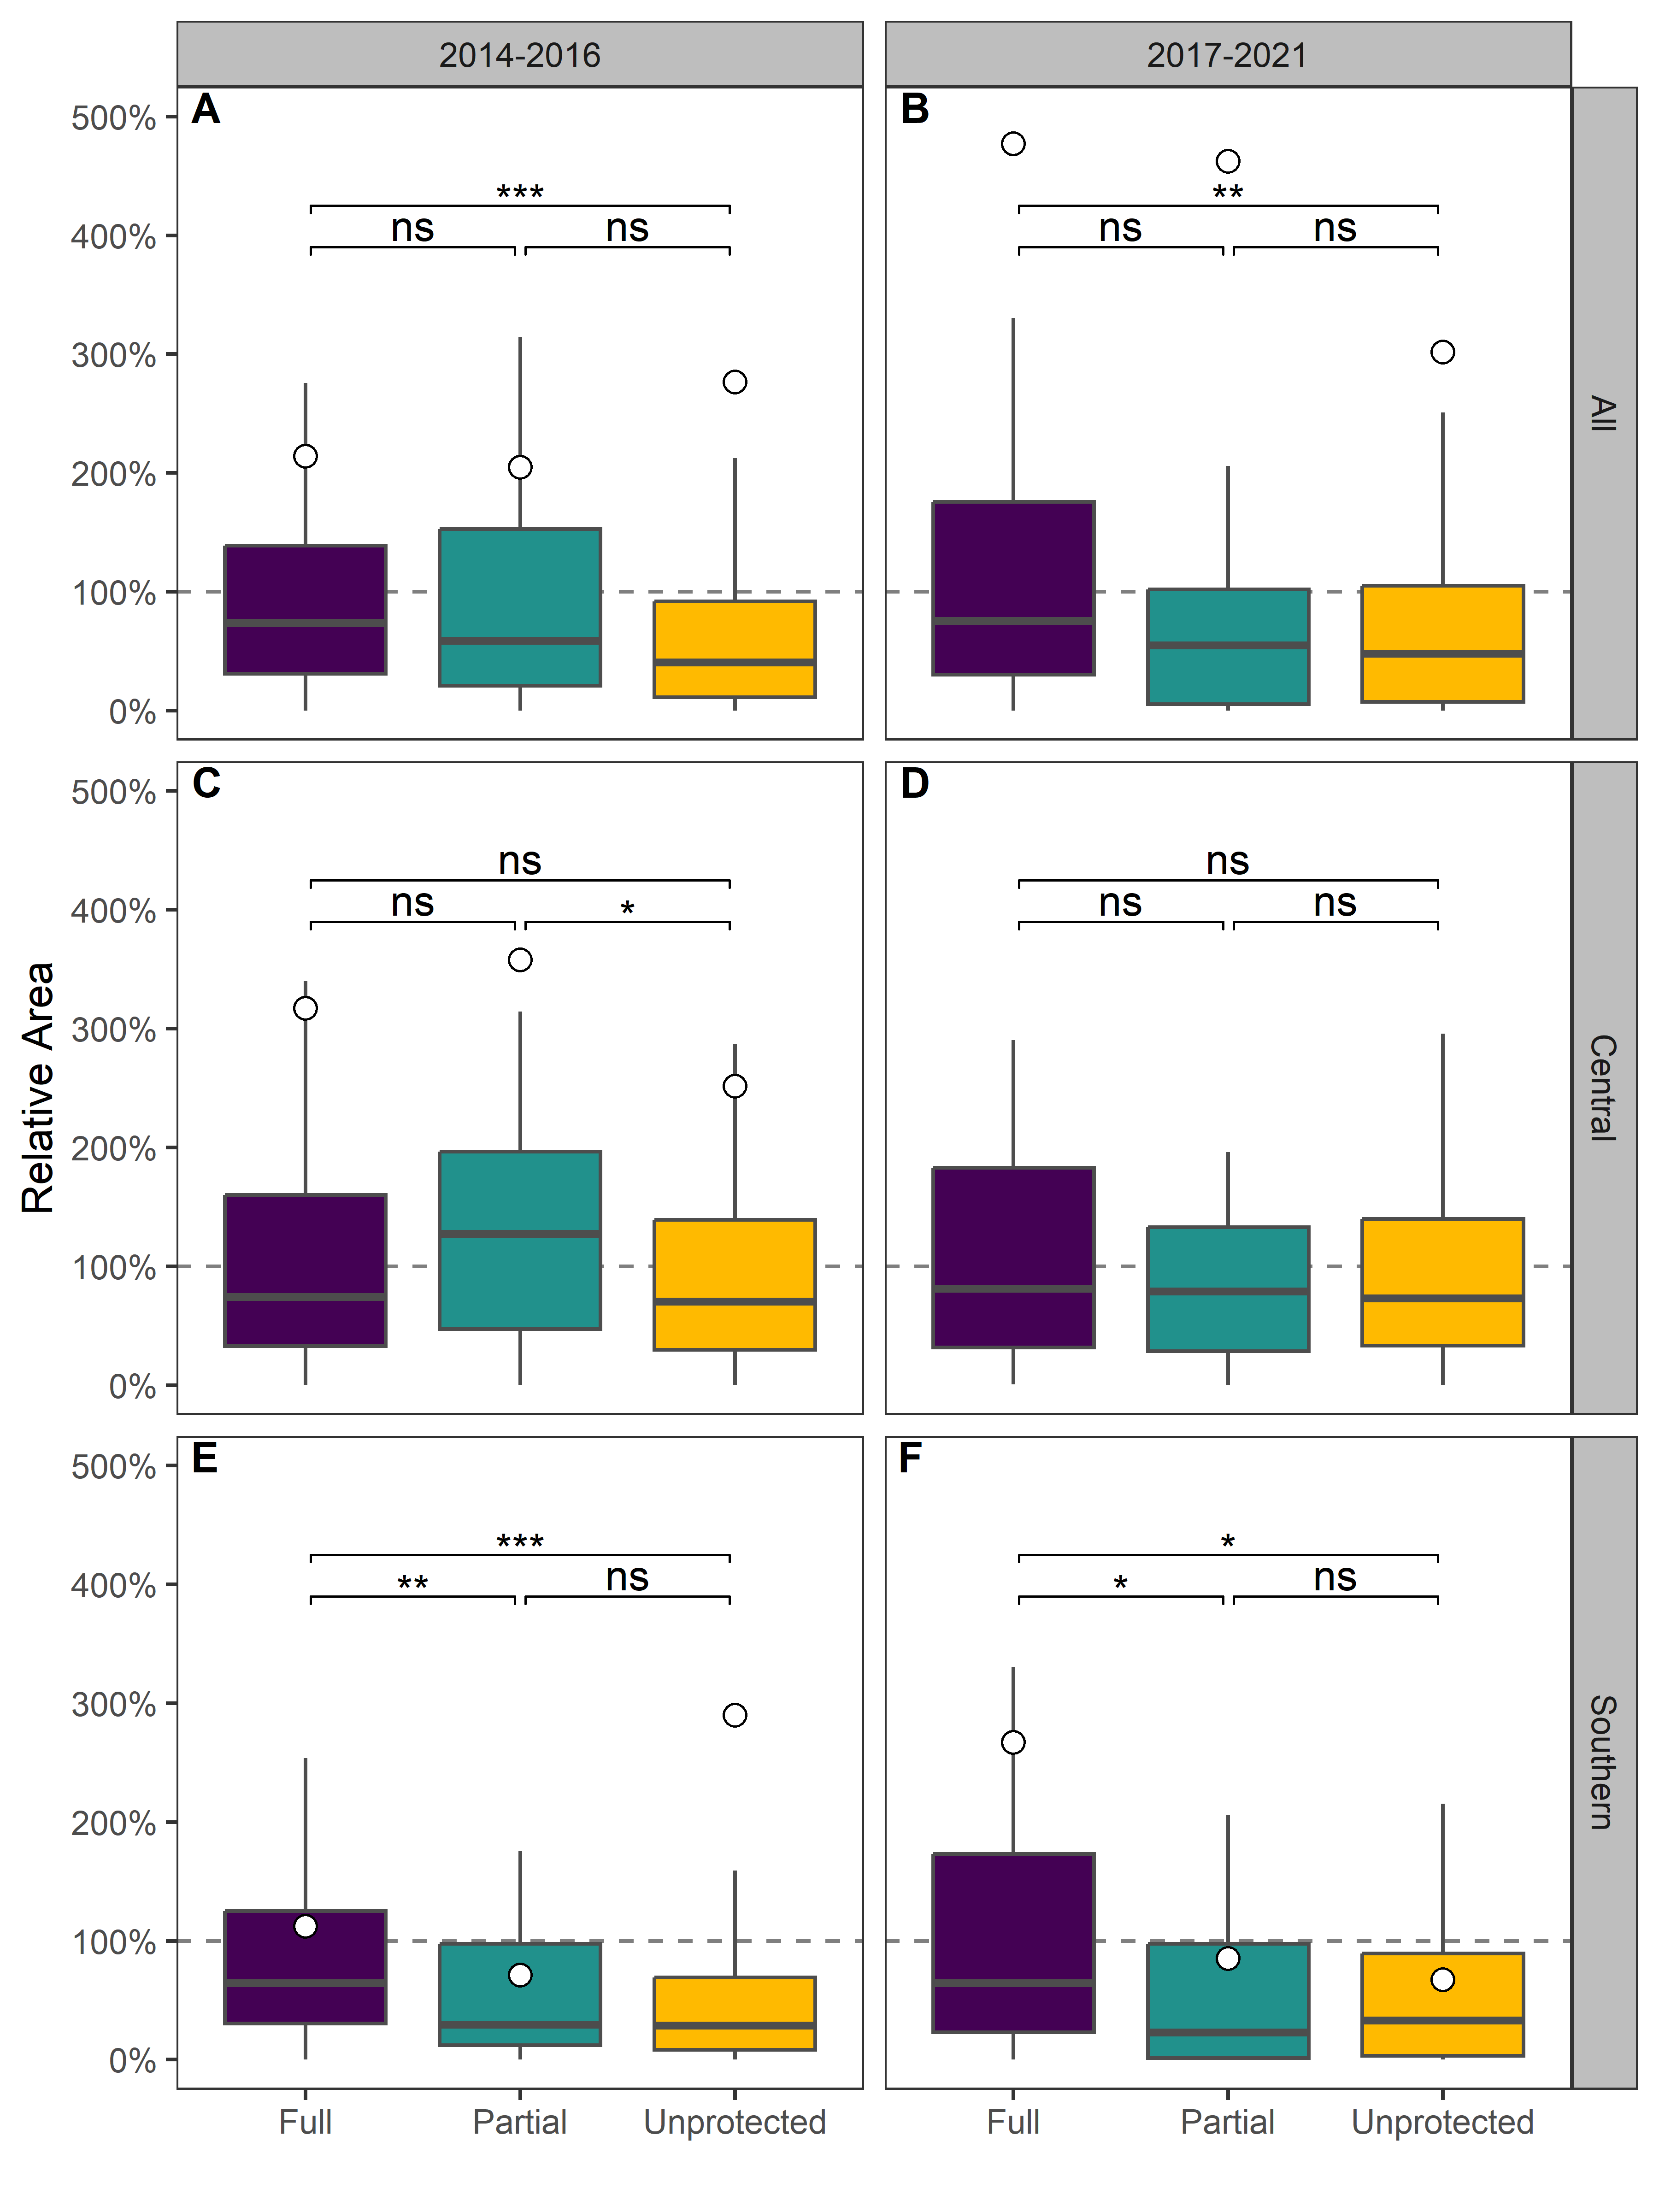 2014-2016
2017-2021
A
B
500%
400%
300%
200%
100%
0%
***
ns
ns
**
ns
ns
All
C
D
500%
400%
300%
200%
100%
0%
ns
ns
*
ns
ns
ns
Central
Relative Area
E
F
500%
400%
300%
200%
100%
0%
***
**
ns
*
*
ns
Southern
Full
Partial
Unprotected
Full
Partial
Unprotected